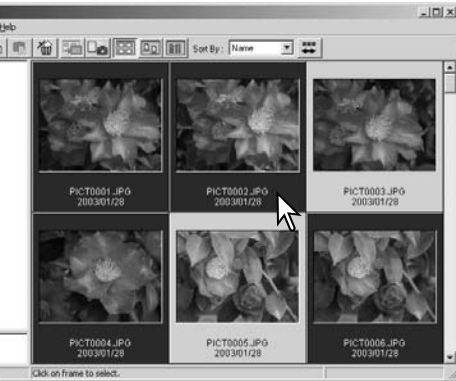 Help
Sort By: Name
PICT0001.JPG
2003/01/28
PICT0002.JPG
2003/01/28
PICT0003.JPG
2003/01/28
PICT0004.JPG
2003/01/28
PICT0005.JPG
2003/01/28
PICT0006.JPG
2003/01/28
Click on frame to select.